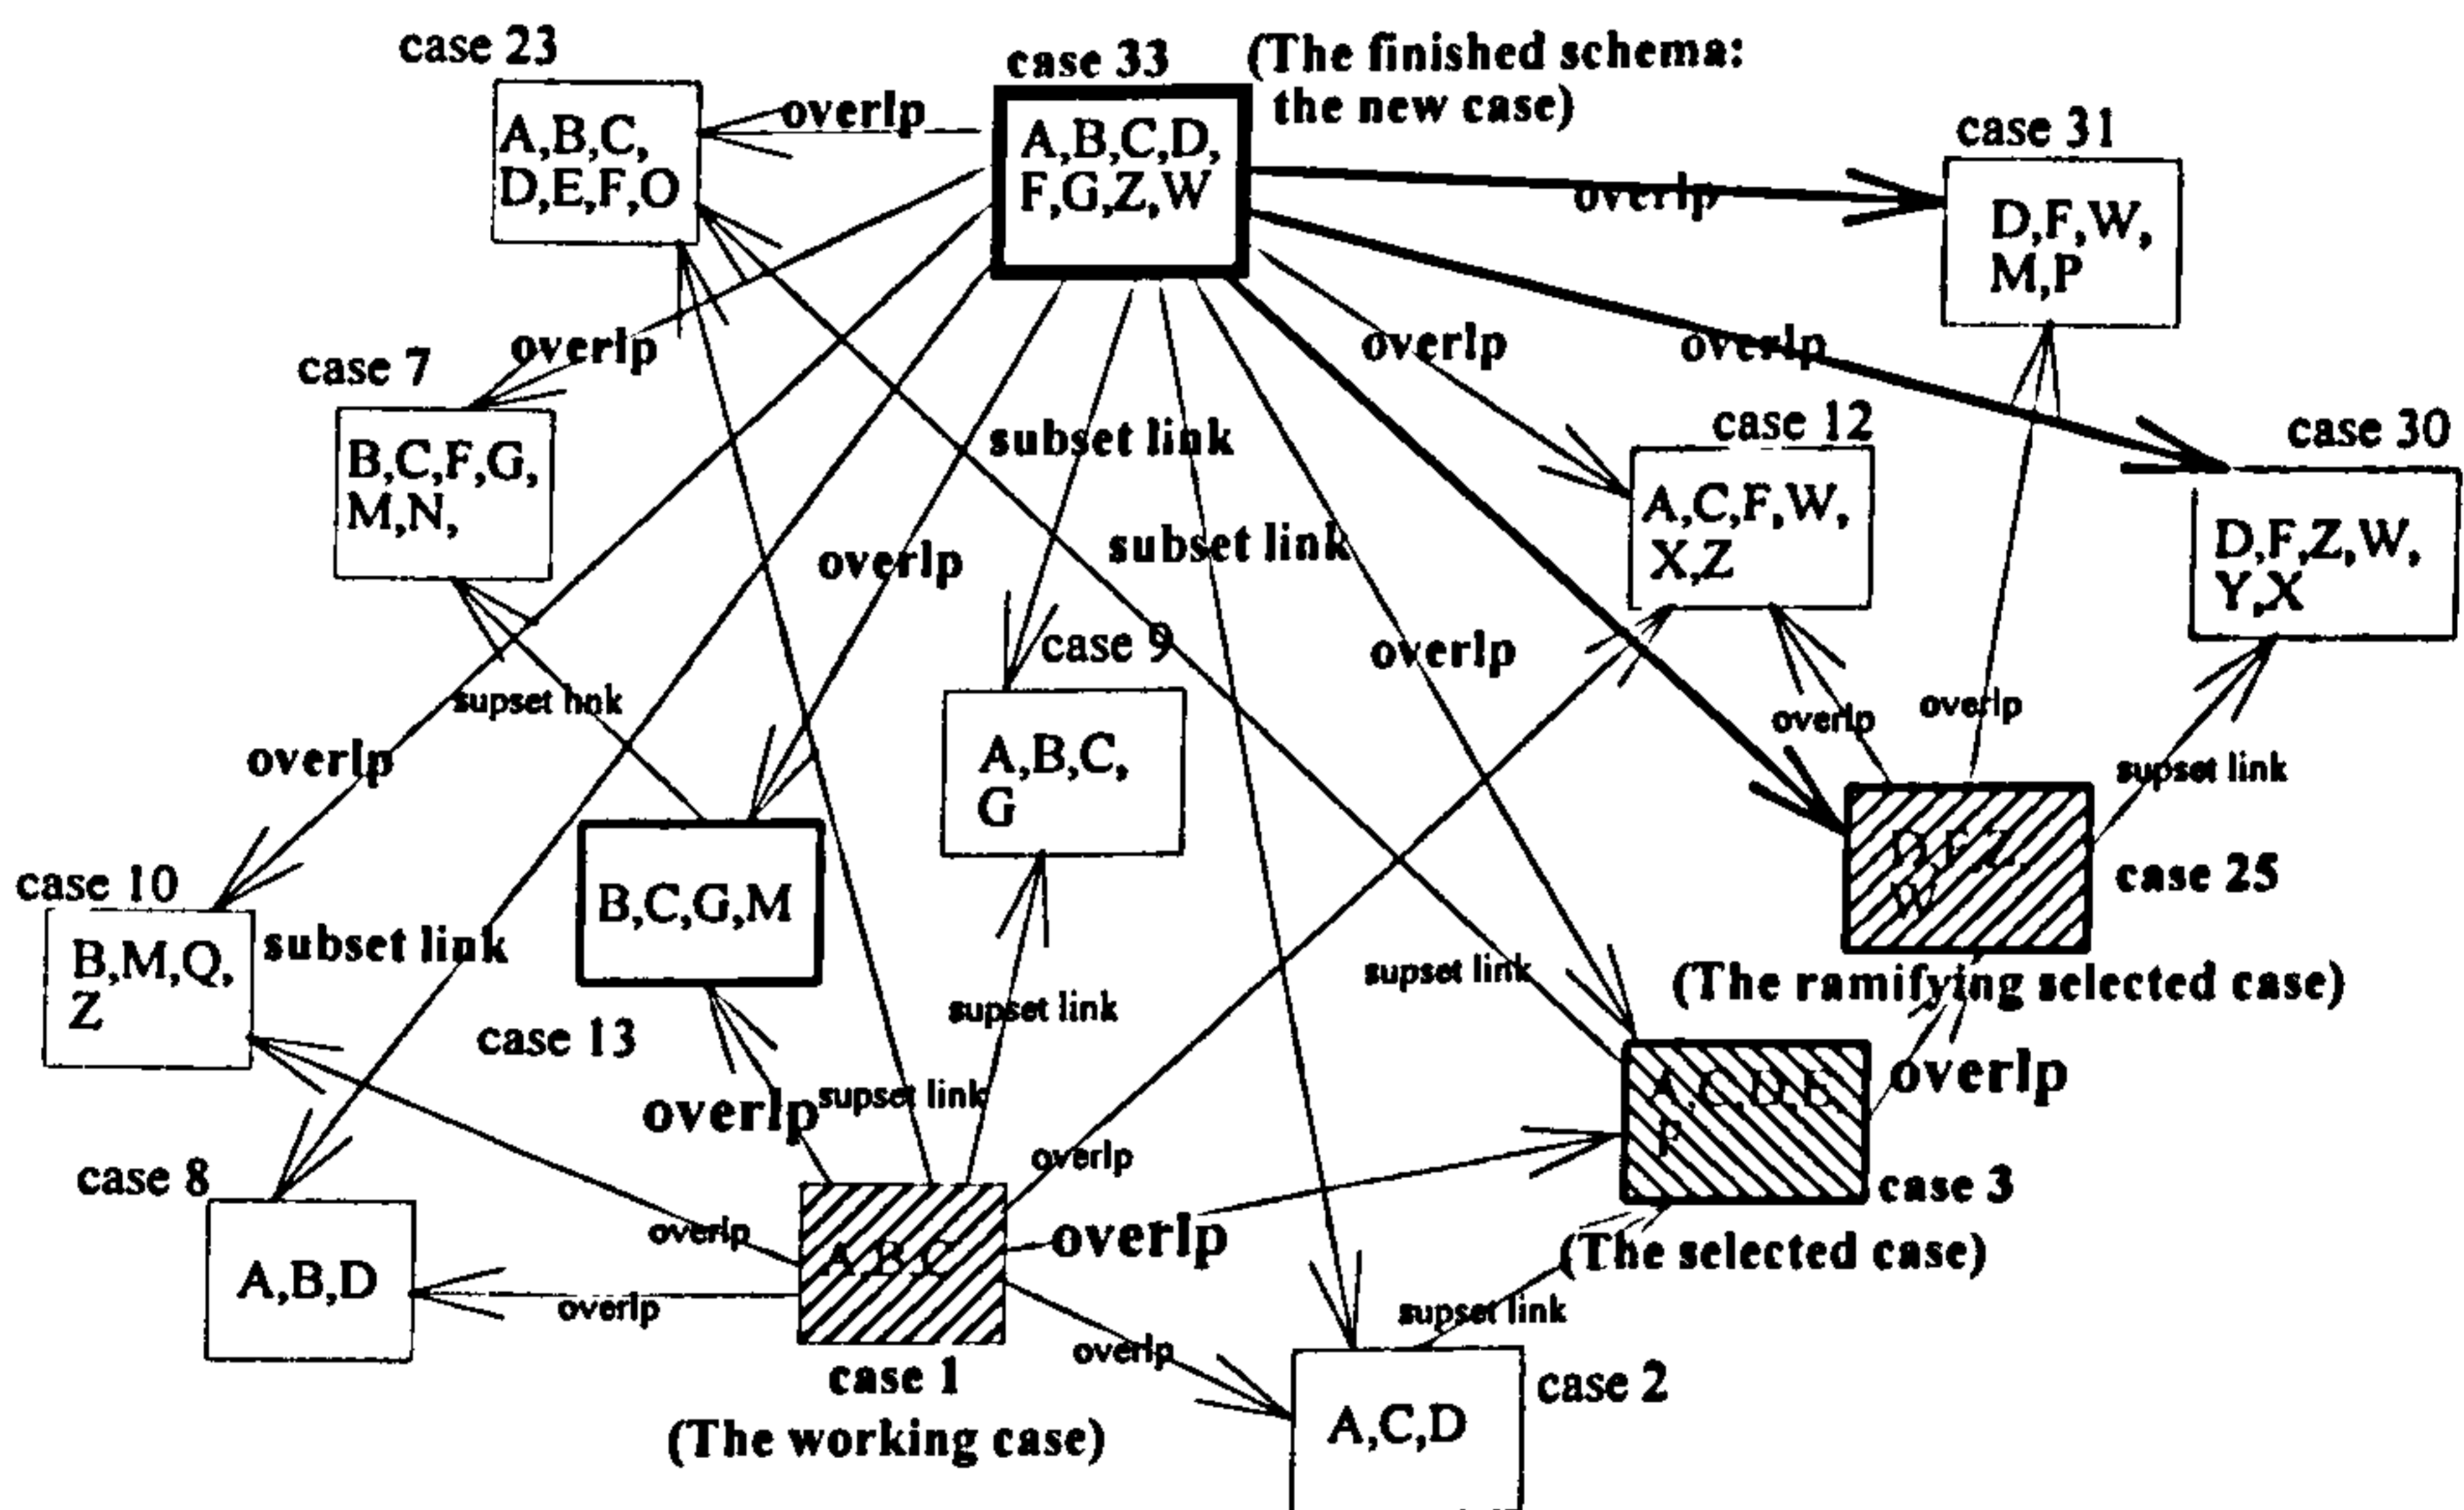 case 23
case 33
(The finished schema:
the new case)
overlp
A,B,C,
D,E,F,O
A,B,C,D,
F,G,Z,W
case 31
overlp
D,F,W,
M,P
overlp
case 7
overlp
overlp
case 12
case 30
B,C,F,G,
M,N,
subset link
A,C,F,W,
X,Z
D,F,Z,W,
Y,X
overlp
subset link
case 9
overlp
supset link
overlp
overlp
overlp
supset link
A,B,C,
G
case 10
B,C,G,M
case 25
B,M,Q,
Z
subset link
supset link
(The ramifying selected case)
case 13
supset link
overlp
supset link
overlp
A,C,D,E
F
case 8
overlp
case 3
overlp
overlp
(The selected case)
A,B,D
A,B,C
overlp
supset link
overlp
case 1
case 2
(The working case)
A,C,D